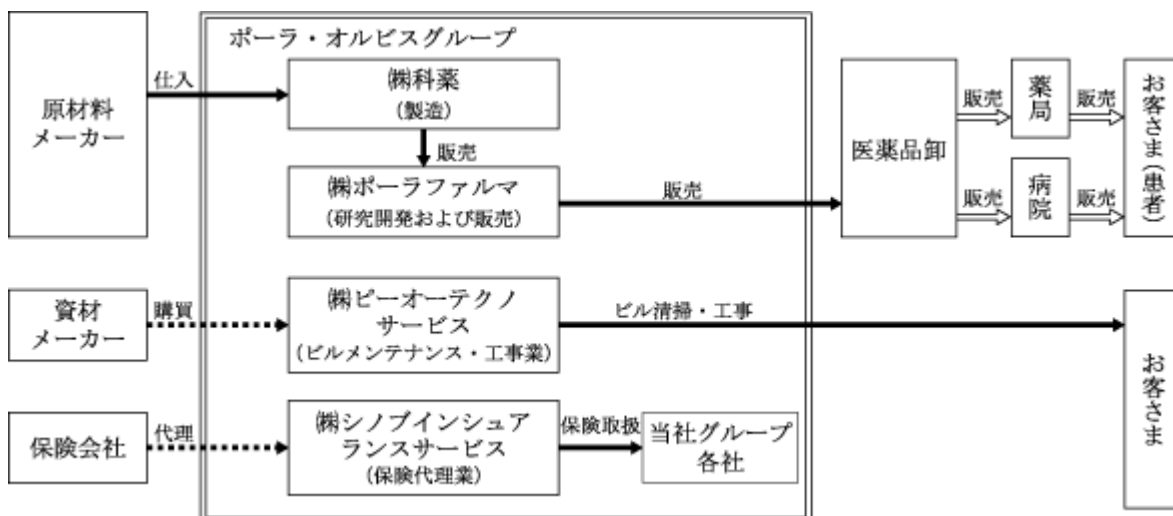 ポーラ・オルビスグループ
原材料
メーカー
仕入
㈱科薬
(製造)
販売
㈱ポーラファルマ
(研究開発および販売)
販売
医薬品卸
販売
薬局
販売
販売
病院
販売
お客さま(患者)
資材
メーカー
購買
㈱ピーオーテクノ
サービス
(ビルメンテナンス・工事業)
ビル清掃・工事
お客さま
保険会社
代理
㈱シノブインシュア
ランスサービス
(保険代理業)
保険取扱
当社グループ
各社